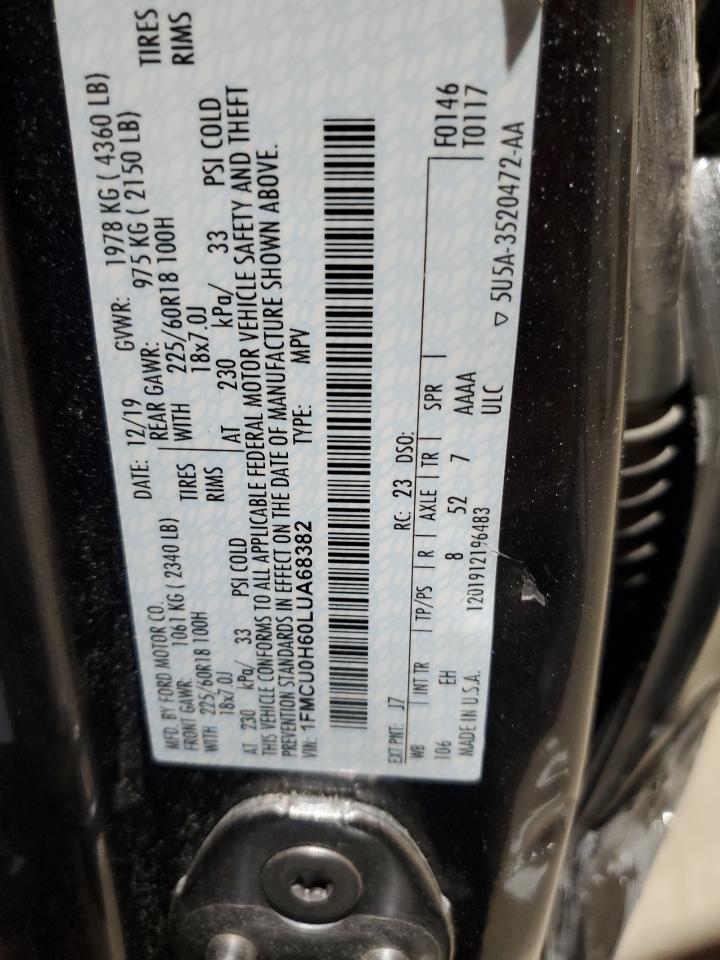 MFD. BY FORD MOTOR CO. DATE: 12/19 GVWR: 1978 KG ( 4360 LB)
FRONT GAWR: 1061 KG ( 2340 LB) REAR GAWR: 975 KG ( 2150 LB)
WITH 225/60R18 100H TIRES WITH 225/60R18 100H TIRES
18x7.0J RIMS 18x7.0J RIMS
AT 230 kPa/ 33 PSI COLD AT 230 kPa/ 33 PSI COLD
THIS VEHICLE CONFORMS TO ALL APPLICABLE FEDERAL MOTOR VEHICLE SAFETY AND THEFT
PREVENTION STANDARDS IN EFFECT ON THE DATE OF MANUFACTURE SHOWN ABOVE.
VIN: 1FMCU0H60LUA68382 TYPE: MPV
EXT PNT: J7 RC: 23 DSO: F0146
WB INT TR TP/PS R AXLE TR SPR T0117
106 EH 8 52 7 AAAA
MADE IN U.S.A. 1201912196483 ULC
▽ 5U5A-3520472-AA